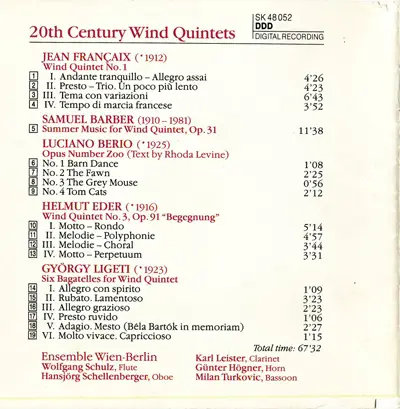 20th Century Wind Quintets
SK 48 052
DDD
DIGITAL RECORDING
JEAN FRANÇAIX (*1912)
Wind Quintet No. 1
1 I. Andante tranquillo – Allegro assai 4'26
2 II. Presto – Trio. Un poco più lento 4'23
3 III. Tema con variazioni 6'43
4 IV. Tempo di marcia francese 3'52
SAMUEL BARBER (1910 – 1981)
5 Summer Music for Wind Quintet, Op. 31 11'38
LUCIANO BERIO (*1925)
Opus Number Zoo (Text by Rhoda Levine)
6 No. 1 Barn Dance 1'08
7 No. 2 The Fawn 2'25
8 No. 3 The Grey Mouse 0'56
9 No. 4 Tom Cats 2'12
HELMUT EDER (*1916)
Wind Quintet No. 3, Op. 91 "Begegnung"
10 I. Motto – Rondo 5'14
11 II. Melodie – Polyphonie 4'57
12 III. Melodie – Choral 3'44
13 IV. Motto – Perpetuum 3'31
GYÖRGY LIGETI (*1923)
Six Bagatelles for Wind Quintet
14 I. Allegro con spirito 1'09
15 II. Rubato. Lamentoso 3'23
16 III. Allegro grazioso 2'23
17 IV. Presto ruvido 1'06
18 V. Adagio. Mesto (Béla Bartók in memoriam) 2'27
19 VI. Molto vivace. Capriccioso 1'15
Total time: 67'32
Ensemble Wien-Berlin
Wolfgang Schulz, Flute
Hansjörg Schellenberger, Oboe
Karl Leister, Clarinet
Günter Högner, Horn
Milan Turkovic, Bassoon